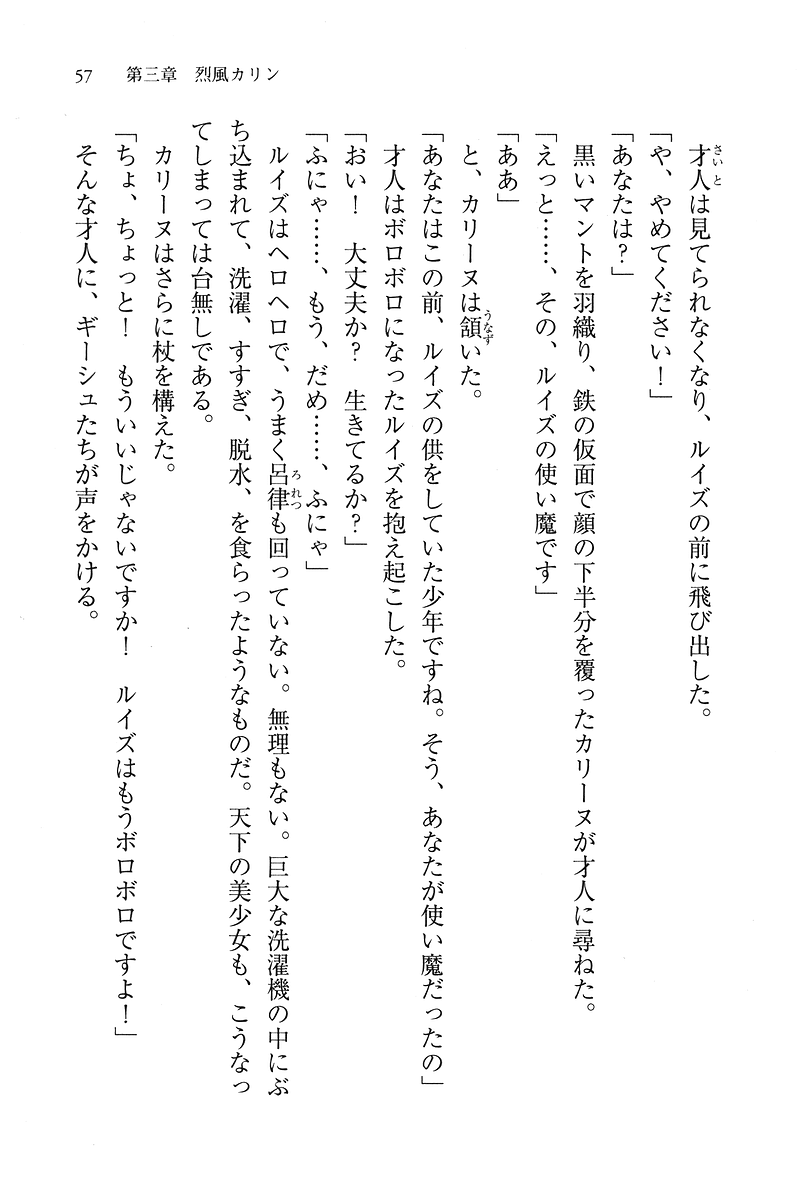 57　第三章　烈風カリン
才人は見てられなくなり、ルイズの前に飛び出した。
「や、やめてください！」
「あなたは？」
黒いマントを羽織り、鉄の仮面で顔の下半分を覆ったカリーヌが才人に尋ねた。
「えっと……、その、ルイズの使い魔です」
「ああ」
と、カリーヌは頷いた。
「あなたはこの前、ルイズの供をしていた少年ですね。そう、あなたが使い魔だったの」
才人はボロボロになったルイズを抱え起こした。
「おい！　大丈夫か？　生きてるか？」
「ふにゃ……、もう、だめ……、ふにゃ」
ルイズはヘロヘロで、うまく呂律も回っていない。無理もない。巨大な洗濯機の中にぶ
ち込まれて、洗濯、すすぎ、脱水、を食らったようなものだ。天下の美少女も、こうなっ
てしまっては台無しである。
カリーヌはさらに杖を構えた。
「ちょ、ちょっと！　もういいじゃないですか！　ルイズはもうボロボロですよ！」
そんな才人に、ギーシュたちが声をかける。